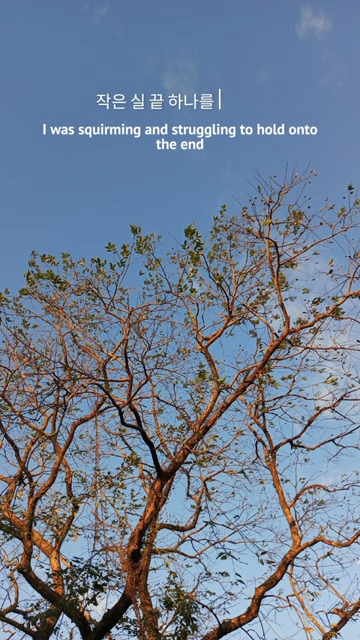 작은 실 끝 하나를
I was squirming and struggling to hold onto
the end